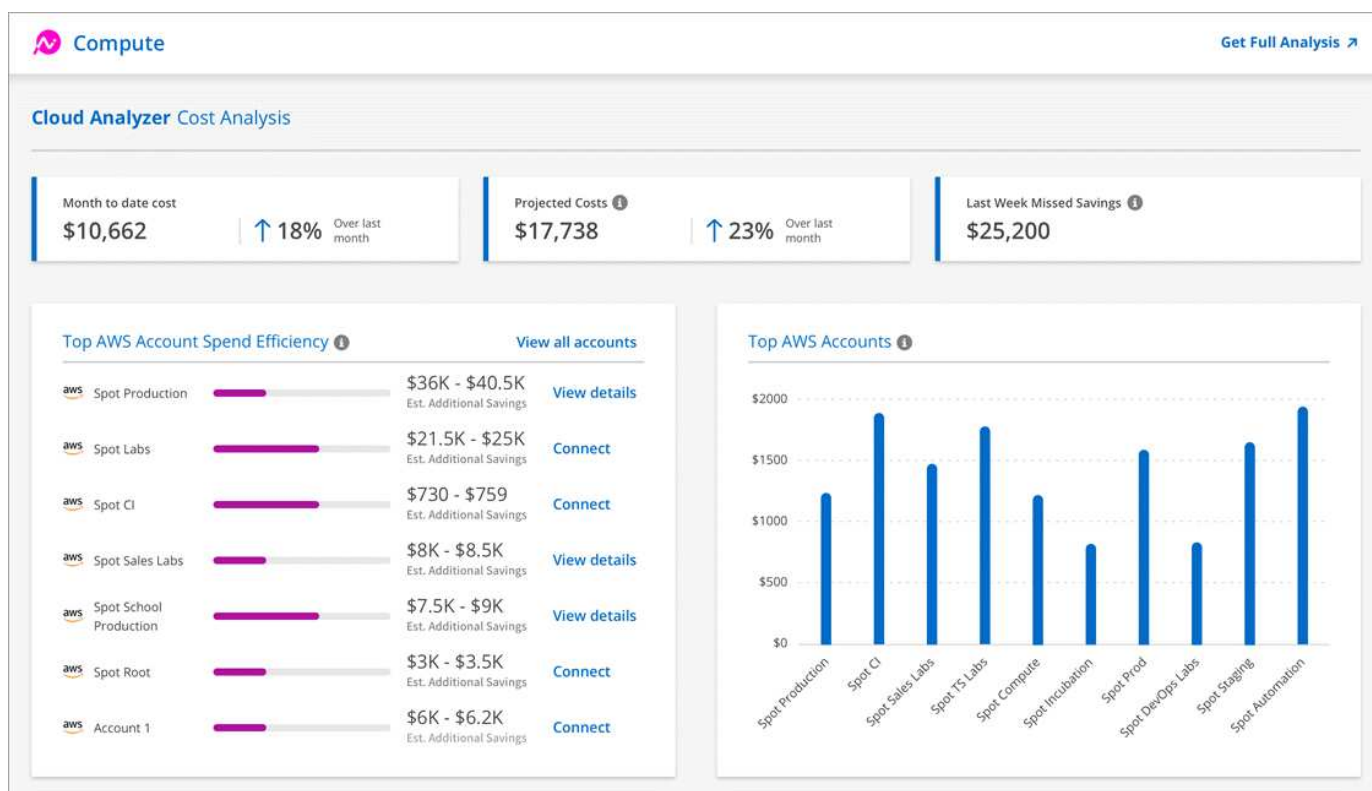 Compute
Get Full Analysis ↗
Cloud Analyzer Cost Analysis
Month to date cost
$10,662
↑ 18% Over last
month
Projected Costs
$17,738
↑ 23% Over last
month
Last Week Missed Savings
$25,200
Top AWS Account Spend Efficiency
View all accounts
aws Spot Production
$36K - $40.5K
Est. Additional Savings
View details
aws Spot Labs
$21.5K - $25K
Est. Additional Savings
Connect
aws Spot CI
$730 - $759
Est. Additional Savings
Connect
aws Spot Sales Labs
$8K - $8.5K
Est. Additional Savings
View details
aws Spot School
Production
$7.5K - $9K
Est. Additional Savings
View details
aws Spot Root
$3K - $3.5K
Est. Additional Savings
Connect
aws Account 1
$6K - $6.2K
Est. Additional Savings
Connect
Top AWS Accounts
$2000
$1500
$1000
$500
$0
Spot Production
Spot CI
Spot Sales Labs
Spot TS Labs
Spot Compute
Spot Incubation
Spot Prod
Spot DevOps Labs
Spot Staging
Spot Automation